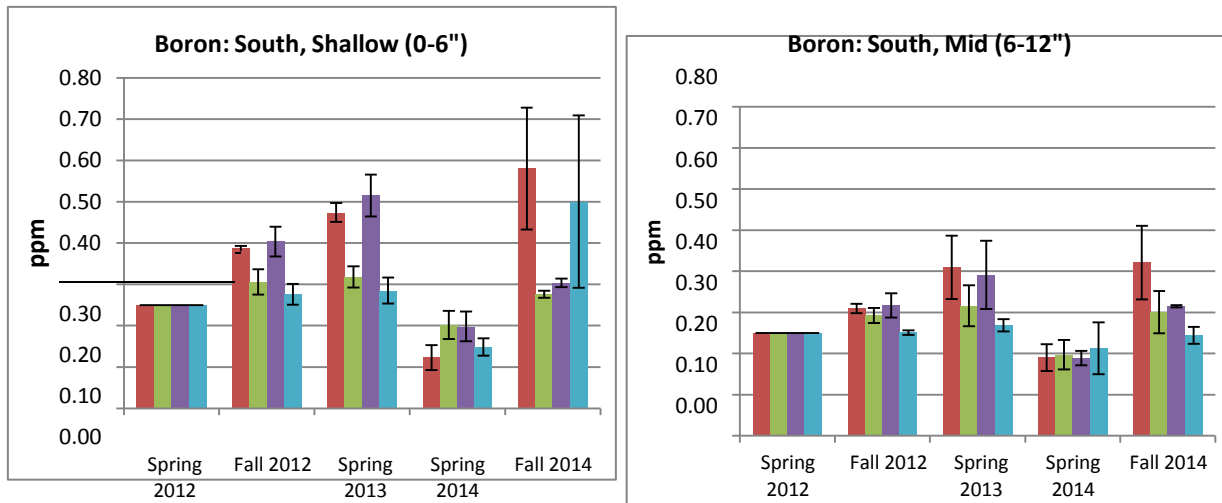 Boron: South, Shallow (0-6")
0.80
0.70
0.60
0.50
0.40
0.30
0.20
0.10
0.00
ppm
Spring
2012
Fall 2012
Spring
2013
Spring
2014
Fall 2014
Boron: South, Mid (6-12")
0.80
0.70
0.60
0.50
0.40
0.30
0.20
0.10
0.00
ppm
Spring
2012
Fall 2012
Spring
2013
Spring
2014
Fall 2014